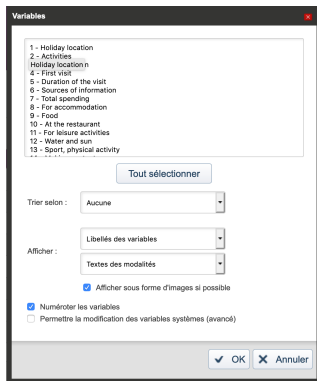 Variables
1 - Holiday location
2 - Activities
Holiday location n
4 - First visit
5 - Duration of the visit
6 - Sources of information
7 - Total spending
8 - For accommodation
9 - Food
10 - At the restaurant
11 - For leisure activities
12 - Water and sun
13 - Sport, physical activity
Tout sélectionner
Trier selon :
Aucune
Libellés des variables
Afficher :
Textes des modalités
Afficher sous forme d'images si possible
Numéroter les variables
Permettre la modification des variables systèmes (avancé)
OK
Annuler